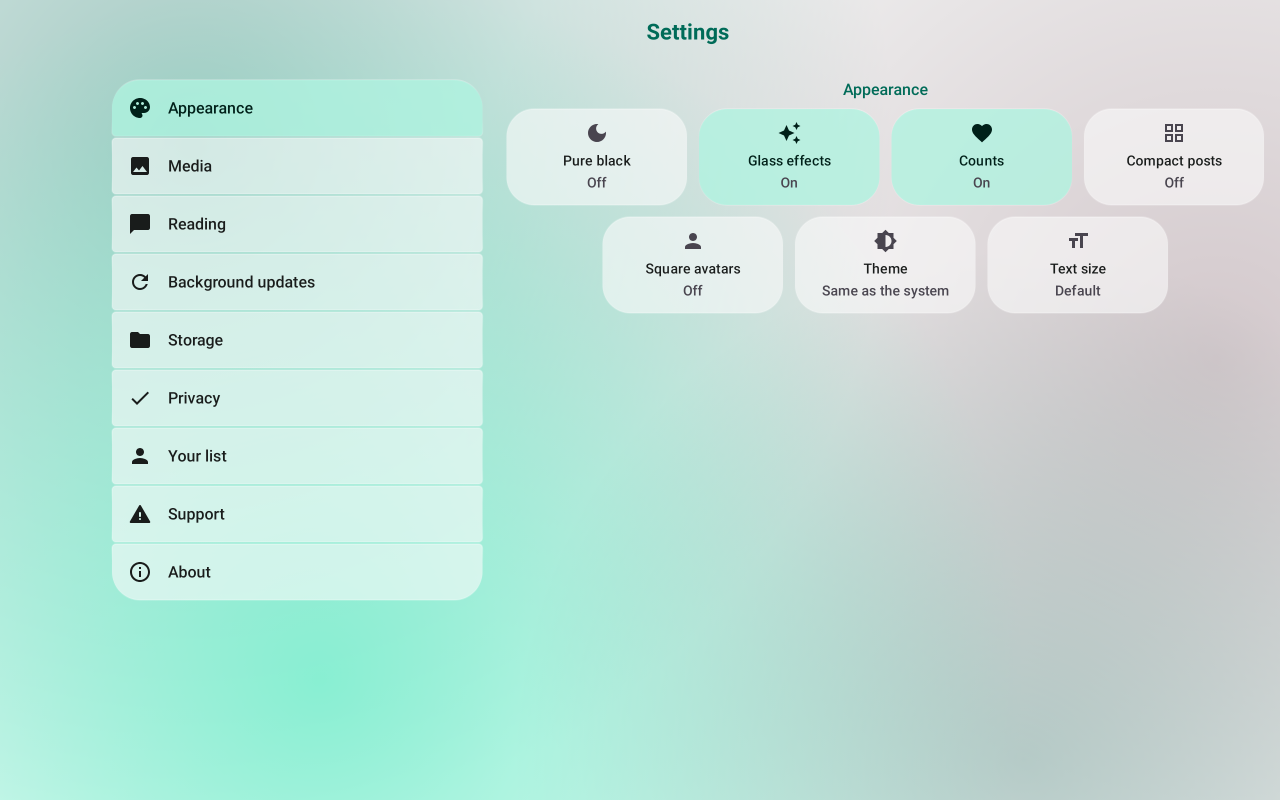 Settings
Appearance
Media
Reading
Background updates
Storage
Privacy
Your list
Support
About
Appearance
Pure black
Off
Glass effects
On
Counts
On
Compact posts
Off
Square avatars
Off
Theme
Same as the system
Text size
Default